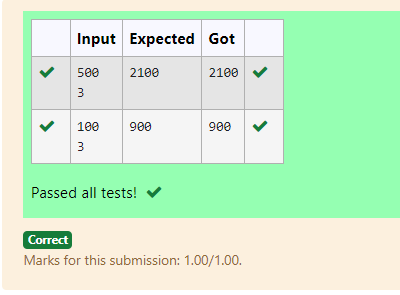 Input Expected Got
500 2100 2100
3
100 900 900
3
Passed all tests!
Correct
Marks for this submission: 1.00/1.00.